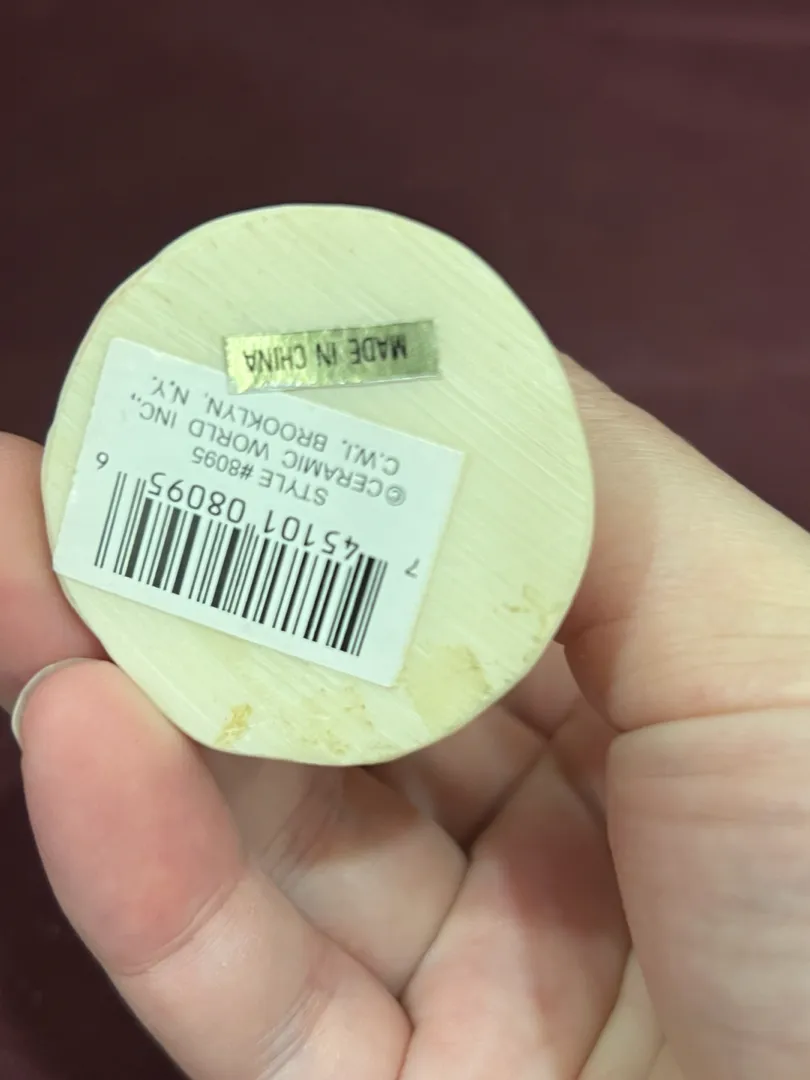 7 45101 08095 6
STYLE #8095
©CERAMIC WORLD INC.,
C.W.I. BROOKLYN, N.Y.
MADE IN CHINA